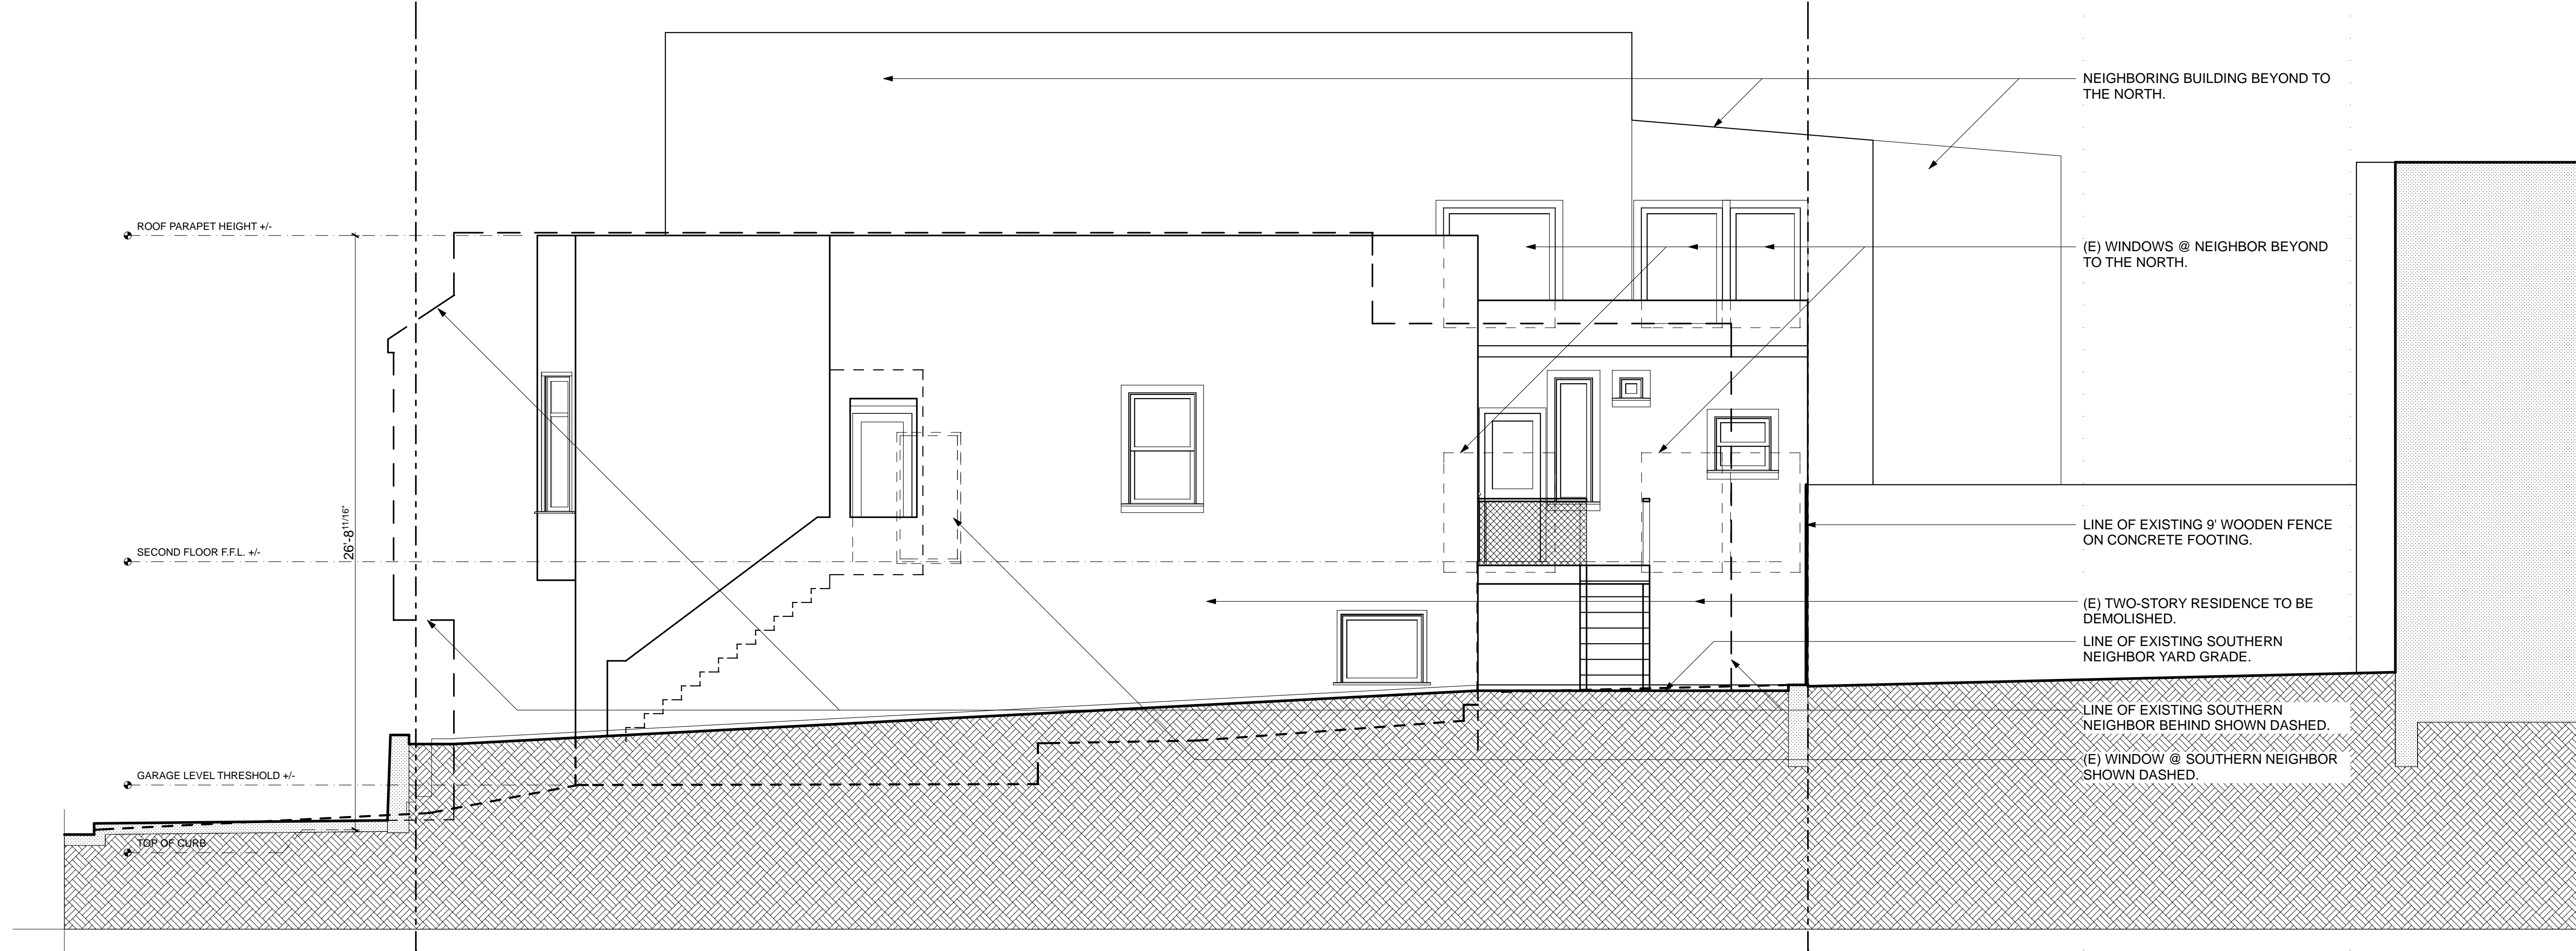 NEIGHBORING BUILDING BEYOND TO
THE NORTH.
ROOF PARAPET HEIGHT +/-
(E) WINDOWS @ NEIGHBOR BEYOND
TO THE NORTH.
26'-8 11/16"
SECOND FLOOR F.F.L. +/-
LINE OF EXISTING 9' WOODEN FENCE
ON CONCRETE FOOTING.
(E) TWO-STORY RESIDENCE TO BE
DEMOLISHED.
LINE OF EXISTING SOUTHERN
NEIGHBOR YARD GRADE.
LINE OF EXISTING SOUTHERN
NEIGHBOR BEHIND SHOWN DASHED.
(E) WINDOW @ SOUTHERN NEIGHBOR
SHOWN DASHED.
GARAGE LEVEL THRESHOLD +/-
TOP OF CURB